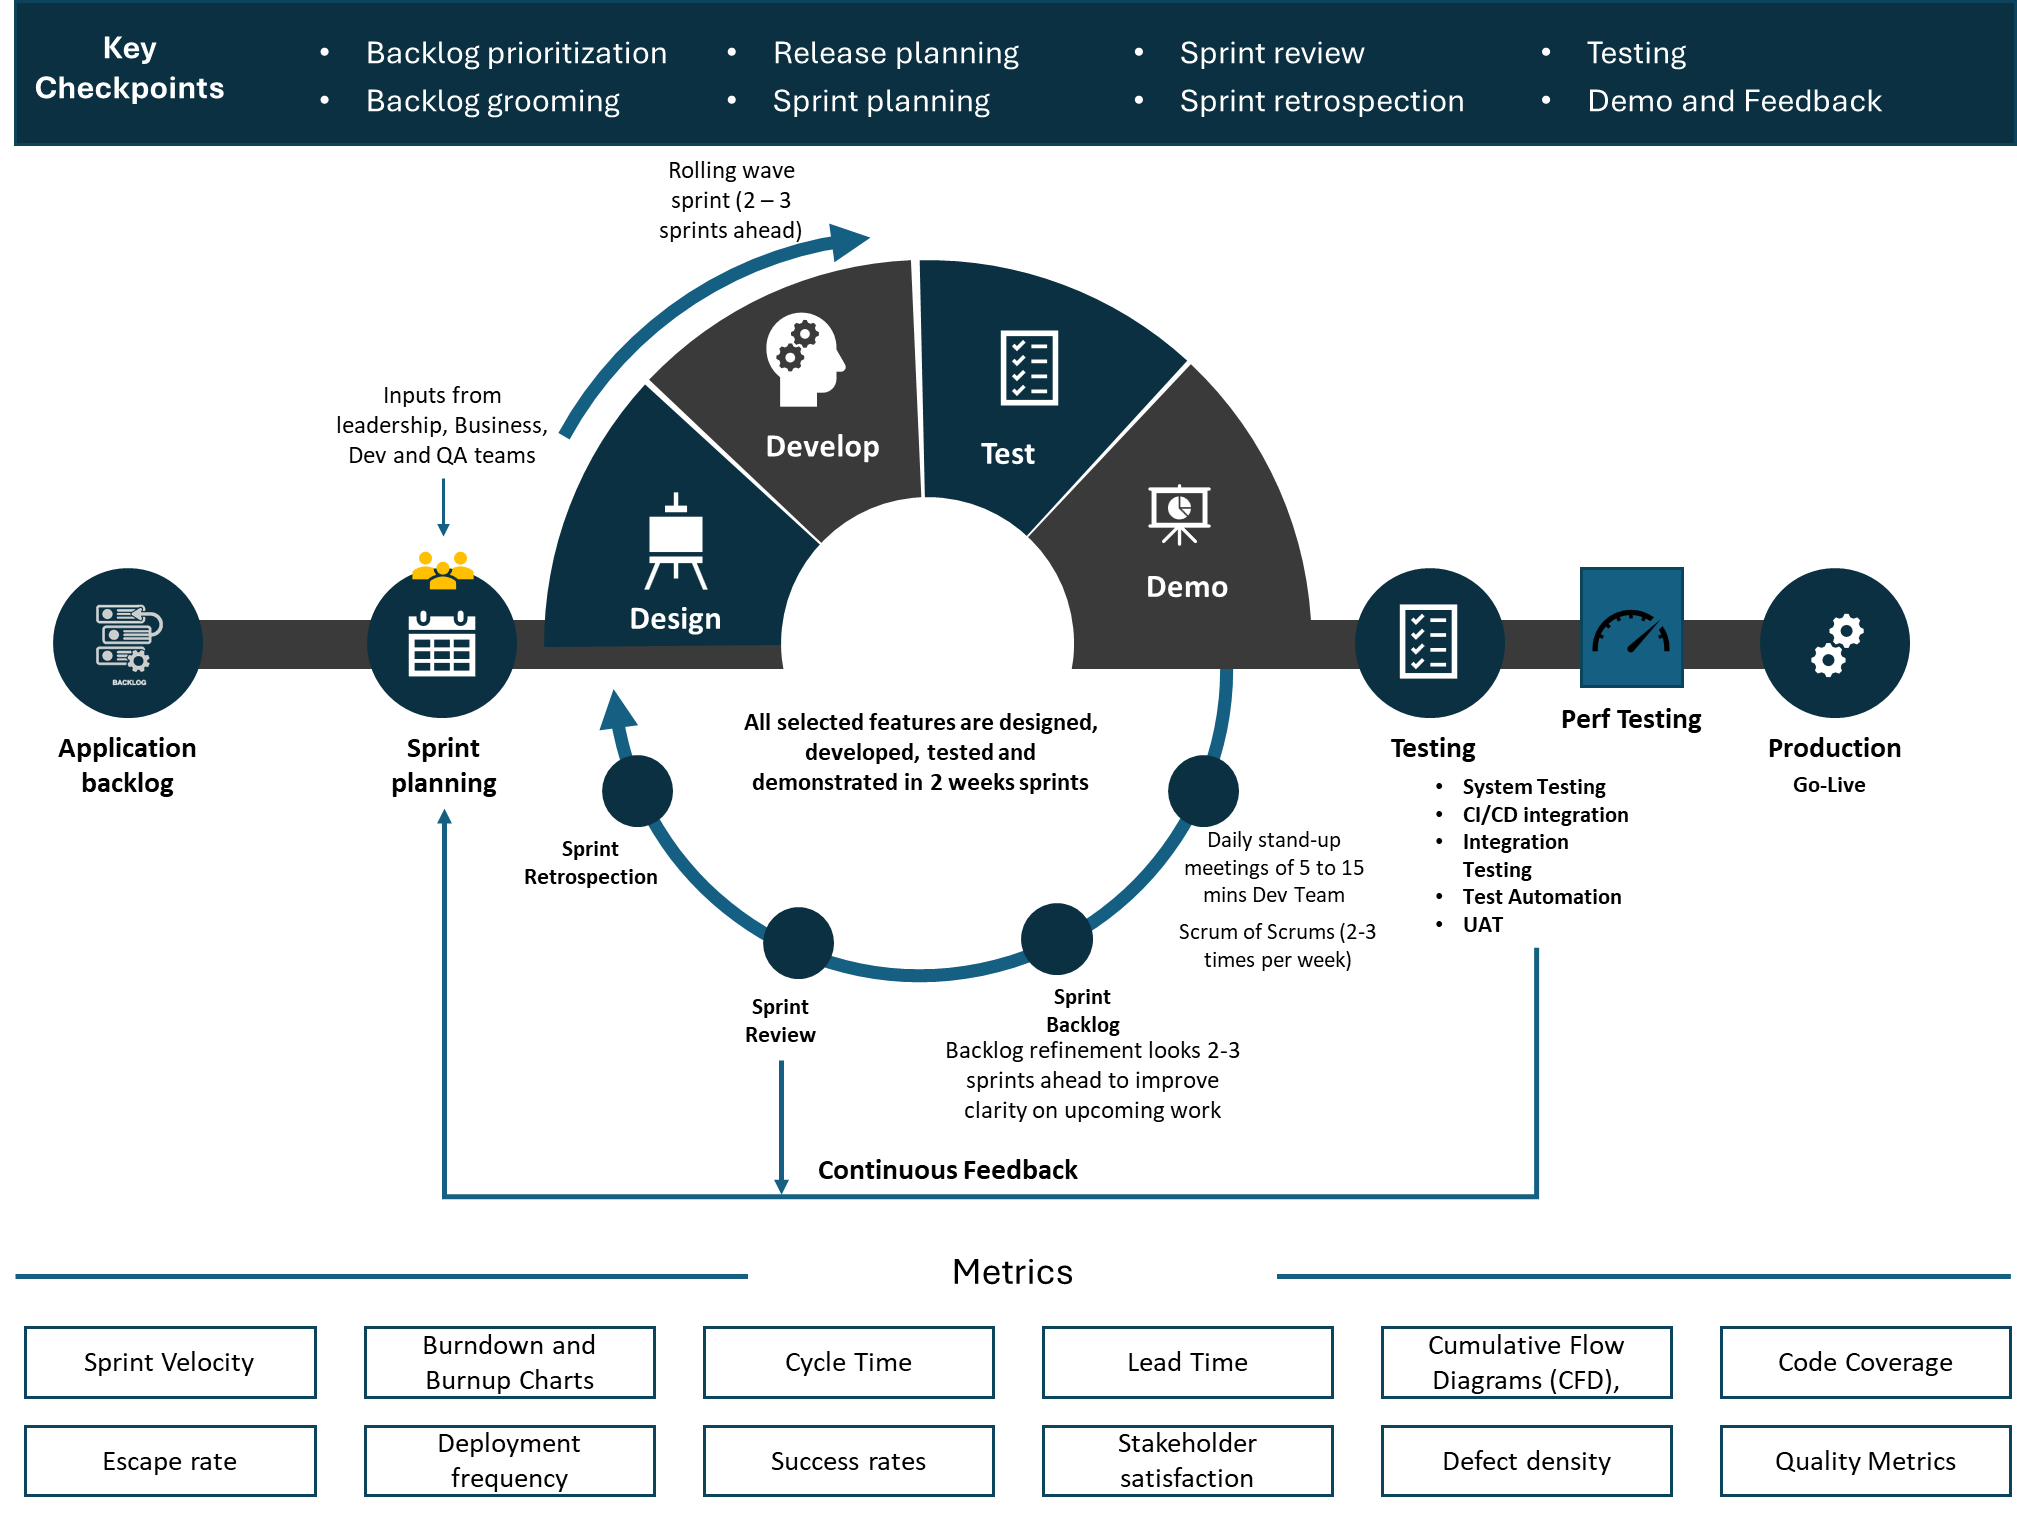 Key
Checkpoints
• Backlog prioritization
• Backlog grooming
• Release planning
• Sprint planning
• Sprint review
• Sprint retrospection
• Testing
• Demo and Feedback
Rolling wave
sprint (2 – 3
sprints ahead)
Inputs from
leadership, Business,
Dev and QA teams
Design
Develop
Test
Demo
BACKLOG
Application
backlog
Sprint
planning
All selected features are designed,
developed, tested and
demonstrated in 2 weeks sprints
Testing
• System Testing
• CI/CD integration
• Integration
Testing
• Test Automation
• UAT
Perf Testing
Production
Go-Live
Sprint
Retrospection
Sprint
Review
Sprint
Backlog
Backlog refinement looks 2-3
sprints ahead to improve
clarity on upcoming work
Daily stand-up
meetings of 5 to 15
mins Dev Team
Scrum of Scrums (2-3
times per week)
Continuous Feedback
Metrics
Sprint Velocity
Burndown and
Burnup Charts
Cycle Time
Lead Time
Cumulative Flow
Diagrams (CFD),
Code Coverage
Escape rate
Deployment
frequency
Success rates
Stakeholder
satisfaction
Defect density
Quality Metrics